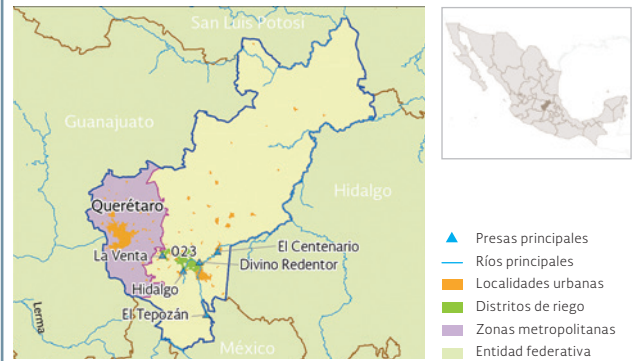 San Luis Potosí
Guanajuato
Hidalgo
Querétaro
La Venta
023
El Centenario
Divino Redentor
Hidalgo
El Tepozán
Lerma
México
Presas principales
Ríos principales
Localidades urbanas
Distritos de riego
Zonas metropolitanas
Entidad federativa